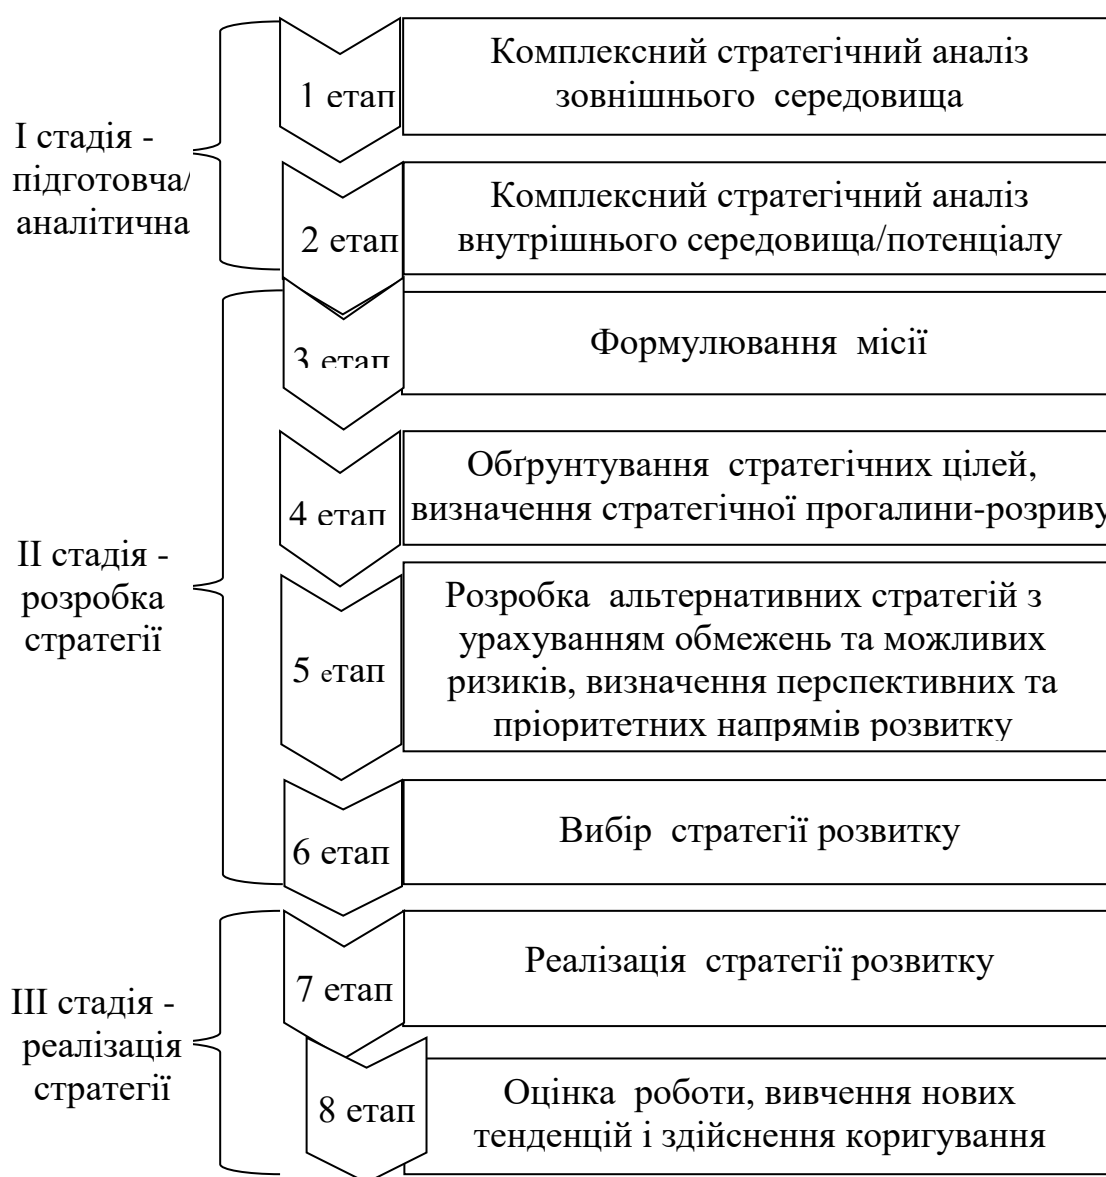 І стадія -
підготовча/
аналітична
1 етап
Комплексний стратегічний аналіз
зовнішнього середовища
2 етап
Комплексний стратегічний аналіз
внутрішнього середовища/потенціалу
ІІ стадія -
розробка
стратегії
3 етап
Формулювання місії
4 етап
Обґрунтування стратегічних цілей,
визначення стратегічної прогалини-розриву
5 етап
Розробка альтернативних стратегій з
урахуванням обмежень та можливих
ризиків, визначення перспективних та
пріоритетних напрямів розвитку
6 етап
Вибір стратегії розвитку
ІІІ стадія -
реалізація
стратегії
7 етап
Реалізація стратегії розвитку
8 етап
Оцінка роботи, вивчення нових
тенденцій і здійснення коригування